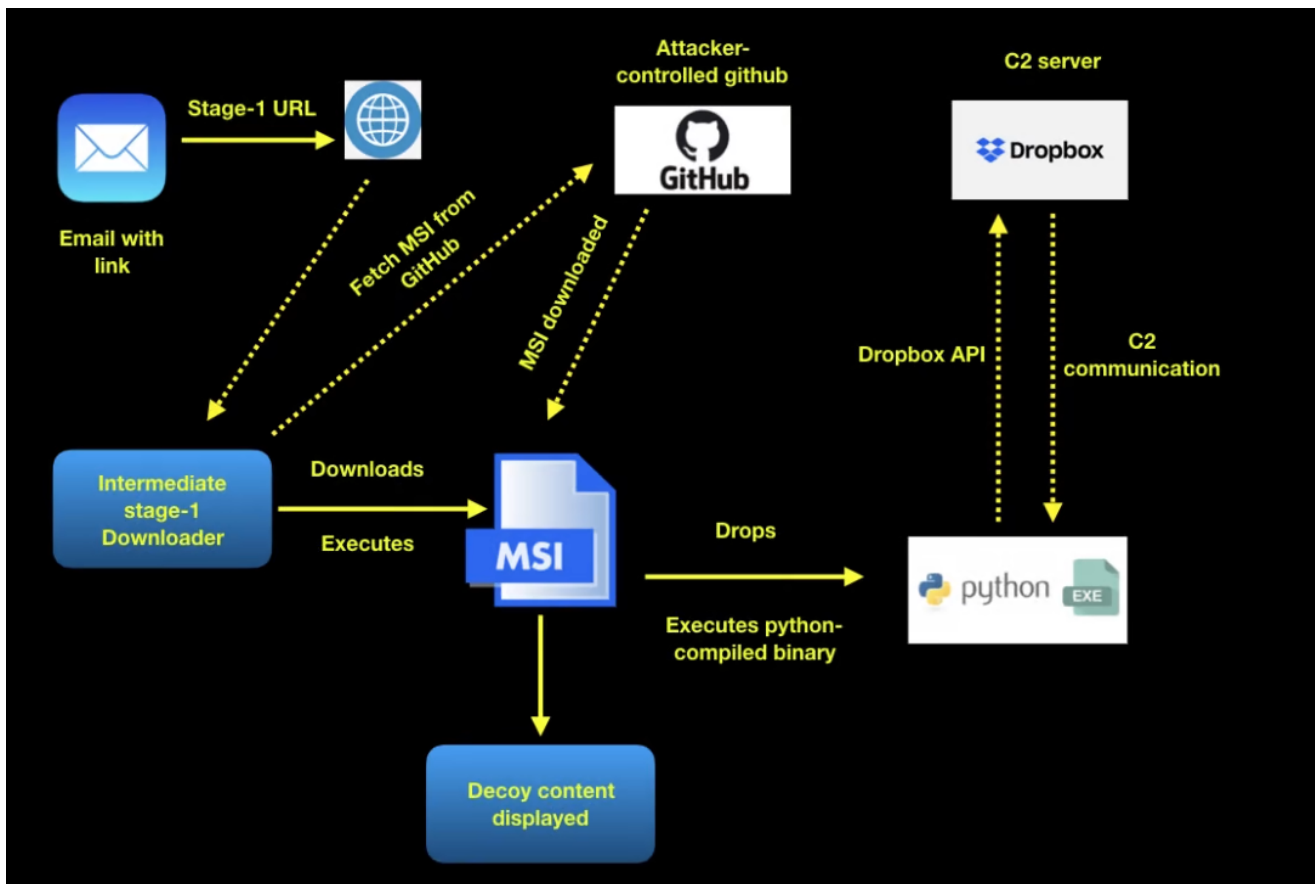 Email with
link
Stage-1 URL
Attacker-
controlled github
GitHub
C2 server
Dropbox
Fetch MSI from
GitHub
MSI downloaded
Dropbox API
C2
communication
Intermediate
stage-1
Downloader
Downloads
Executes
MSI
Drops
Executes python-
compiled binary
python
EXE
Decoy content
displayed